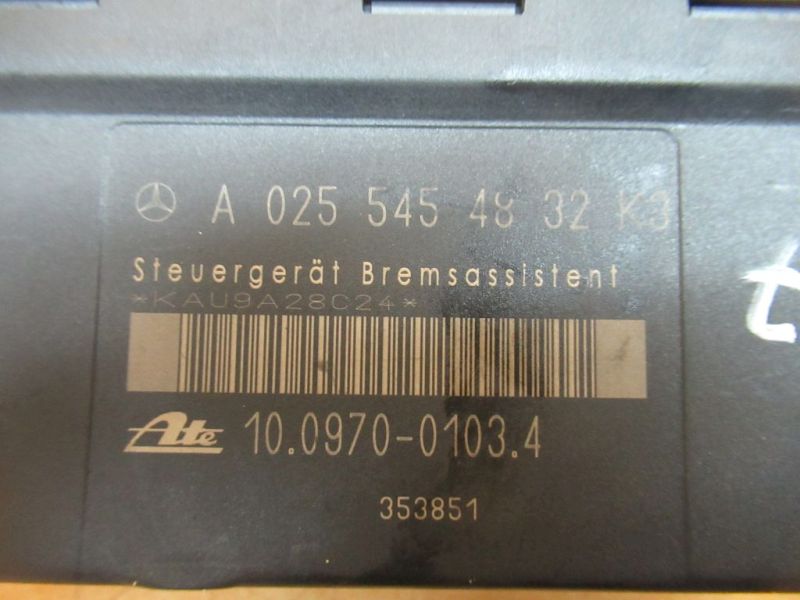 A 025 545 48 32 K3
Steuergerät Bremsassistent
*KAU9A28C24*
Ate 10.0970-0103.4
353851